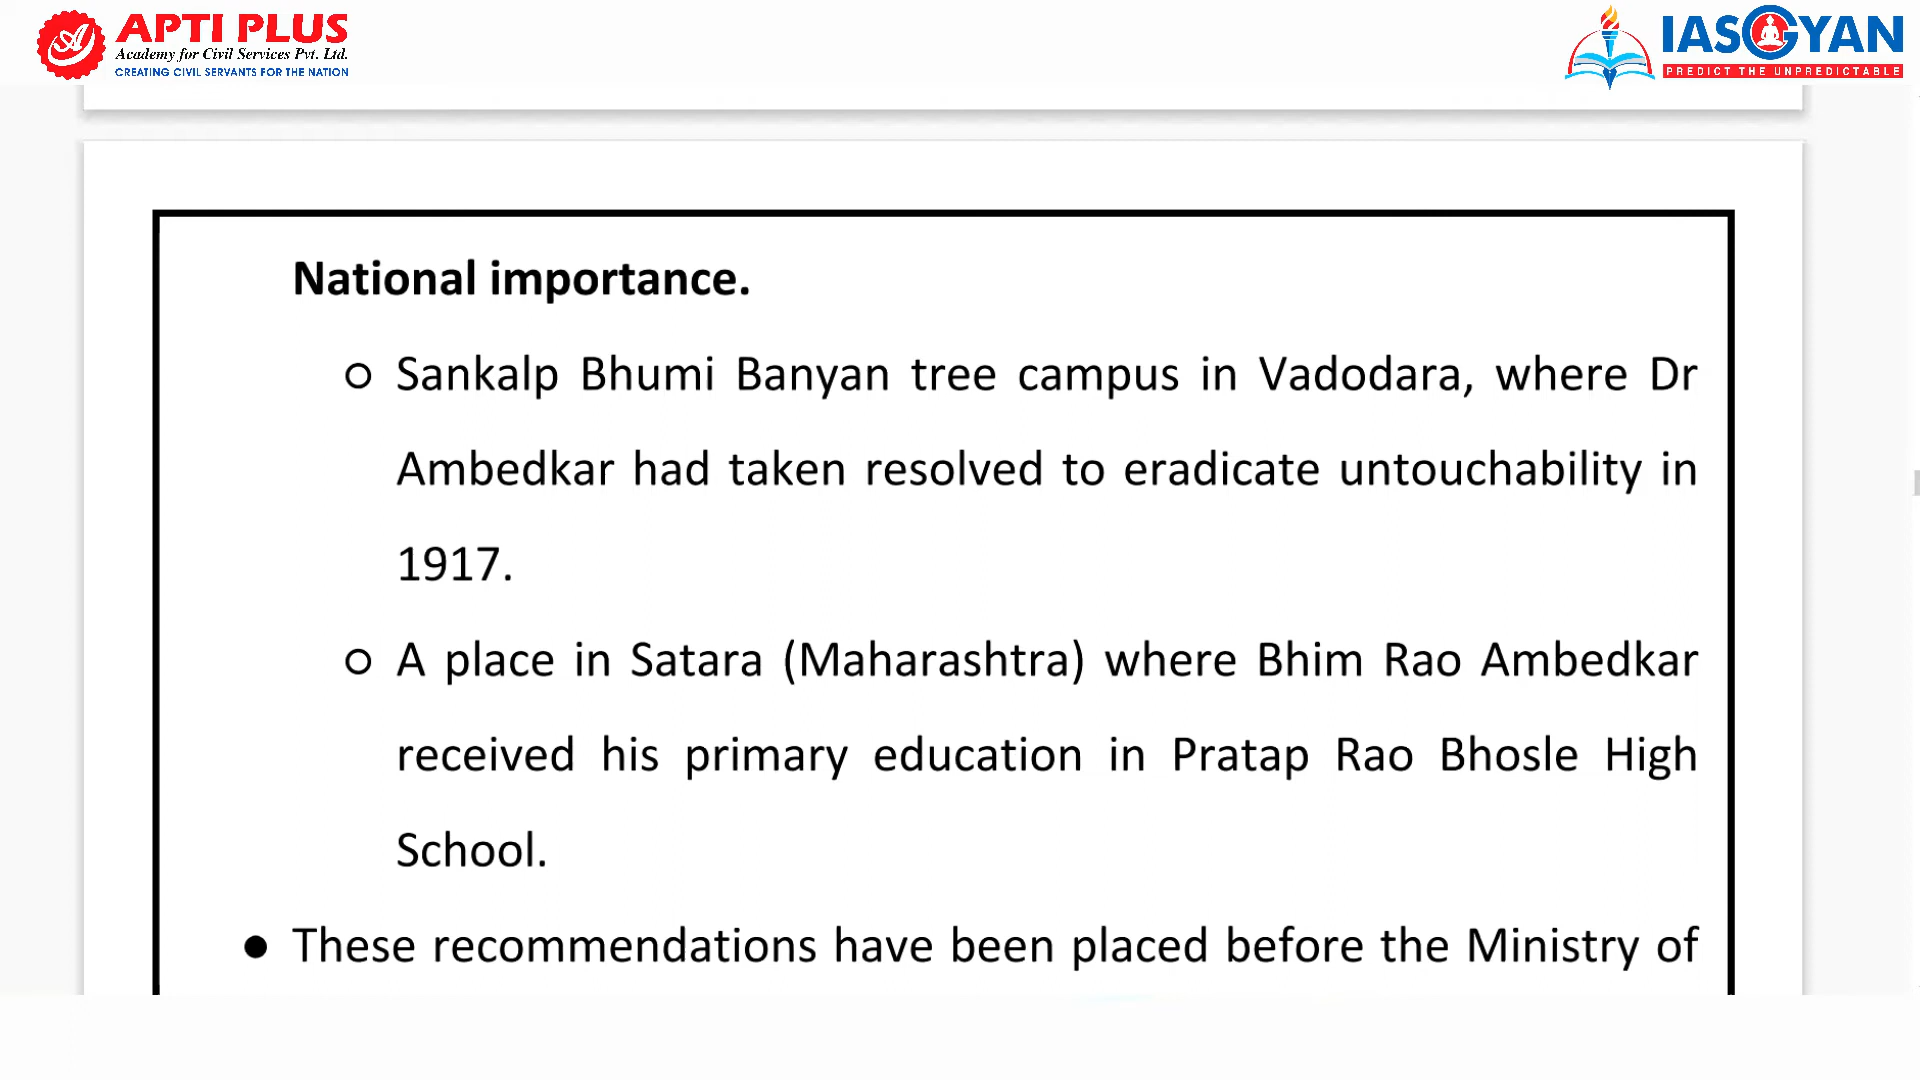 APTI PLUS
Academy for Civil Services Pvt. Ltd.
CREATING CIVIL SERVANTS FOR THE NATION
IASGYAN
PREDICT THE UNPREDICTABLE
National importance.
○ Sankalp Bhumi Banyan tree campus in Vadodara, where Dr
Ambedkar had taken resolved to eradicate untouchability in
1917.
○ A place in Satara (Maharashtra) where Bhim Rao Ambedkar
received his primary education in Pratap Rao Bhosle High
School.
● These recommendations have been placed before the Ministry of